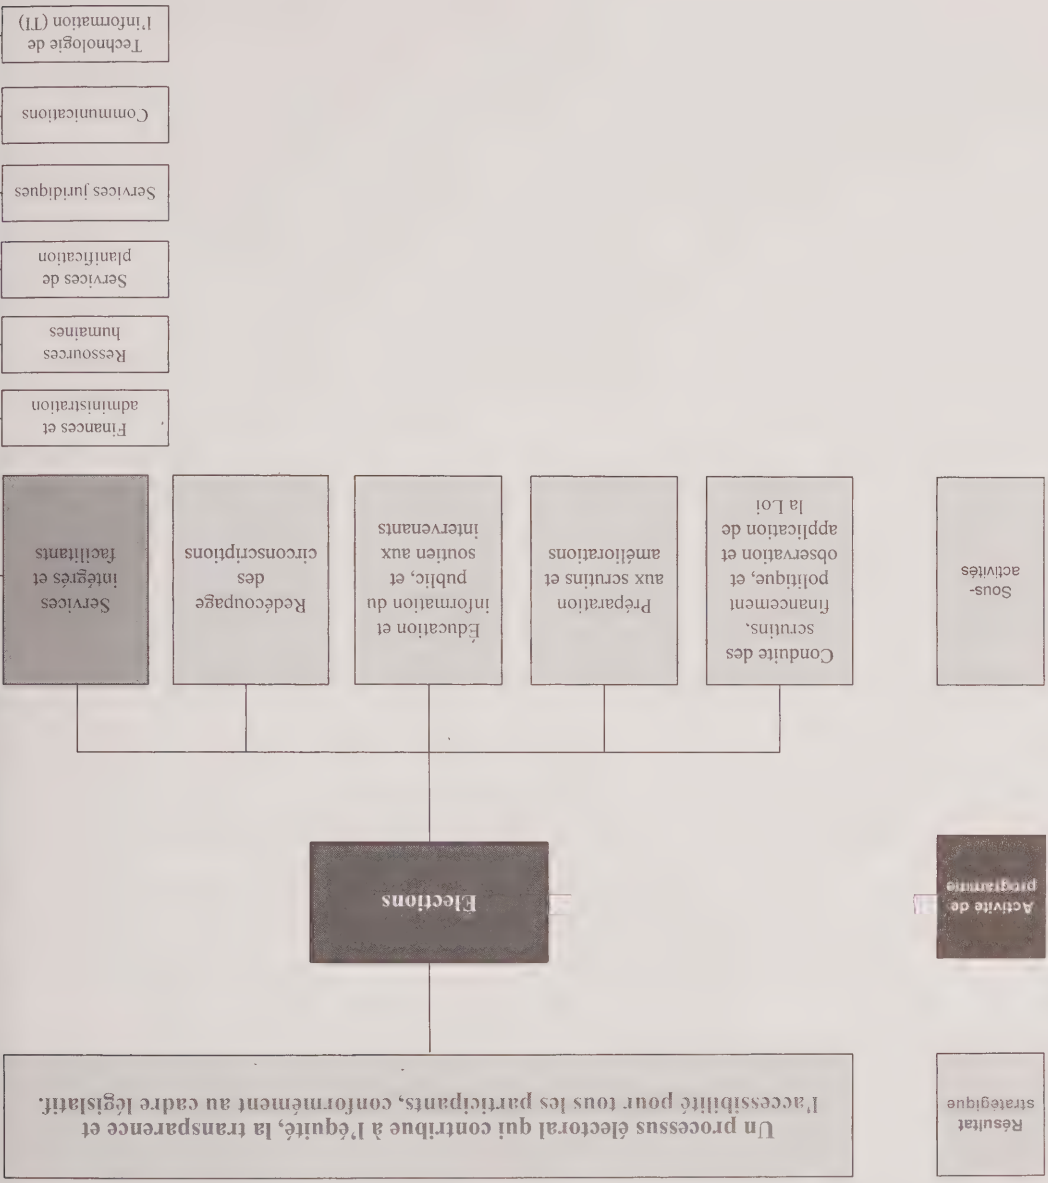 Résultat
stratégique
Un processus électoral qui contribue à l'équité, la transparence et
l'accessibilité pour tous les participants, conformément au cadre législatif.
Activité de
programme
Élections
Sous-
activités
Conduite des
scrutins,
financement
politique, et
observation et
application de
la Loi
Préparation
aux scrutins et
améliorations
Éducation et
information du
public, et
soutien aux
intervenants
Redécoupage
des
circonscriptions
Services
intégrés et
facilitants
Finances et
administration
Ressources
humaines
Services de
planification
Services juridiques
Communications
Technologie de
l'information (TI)